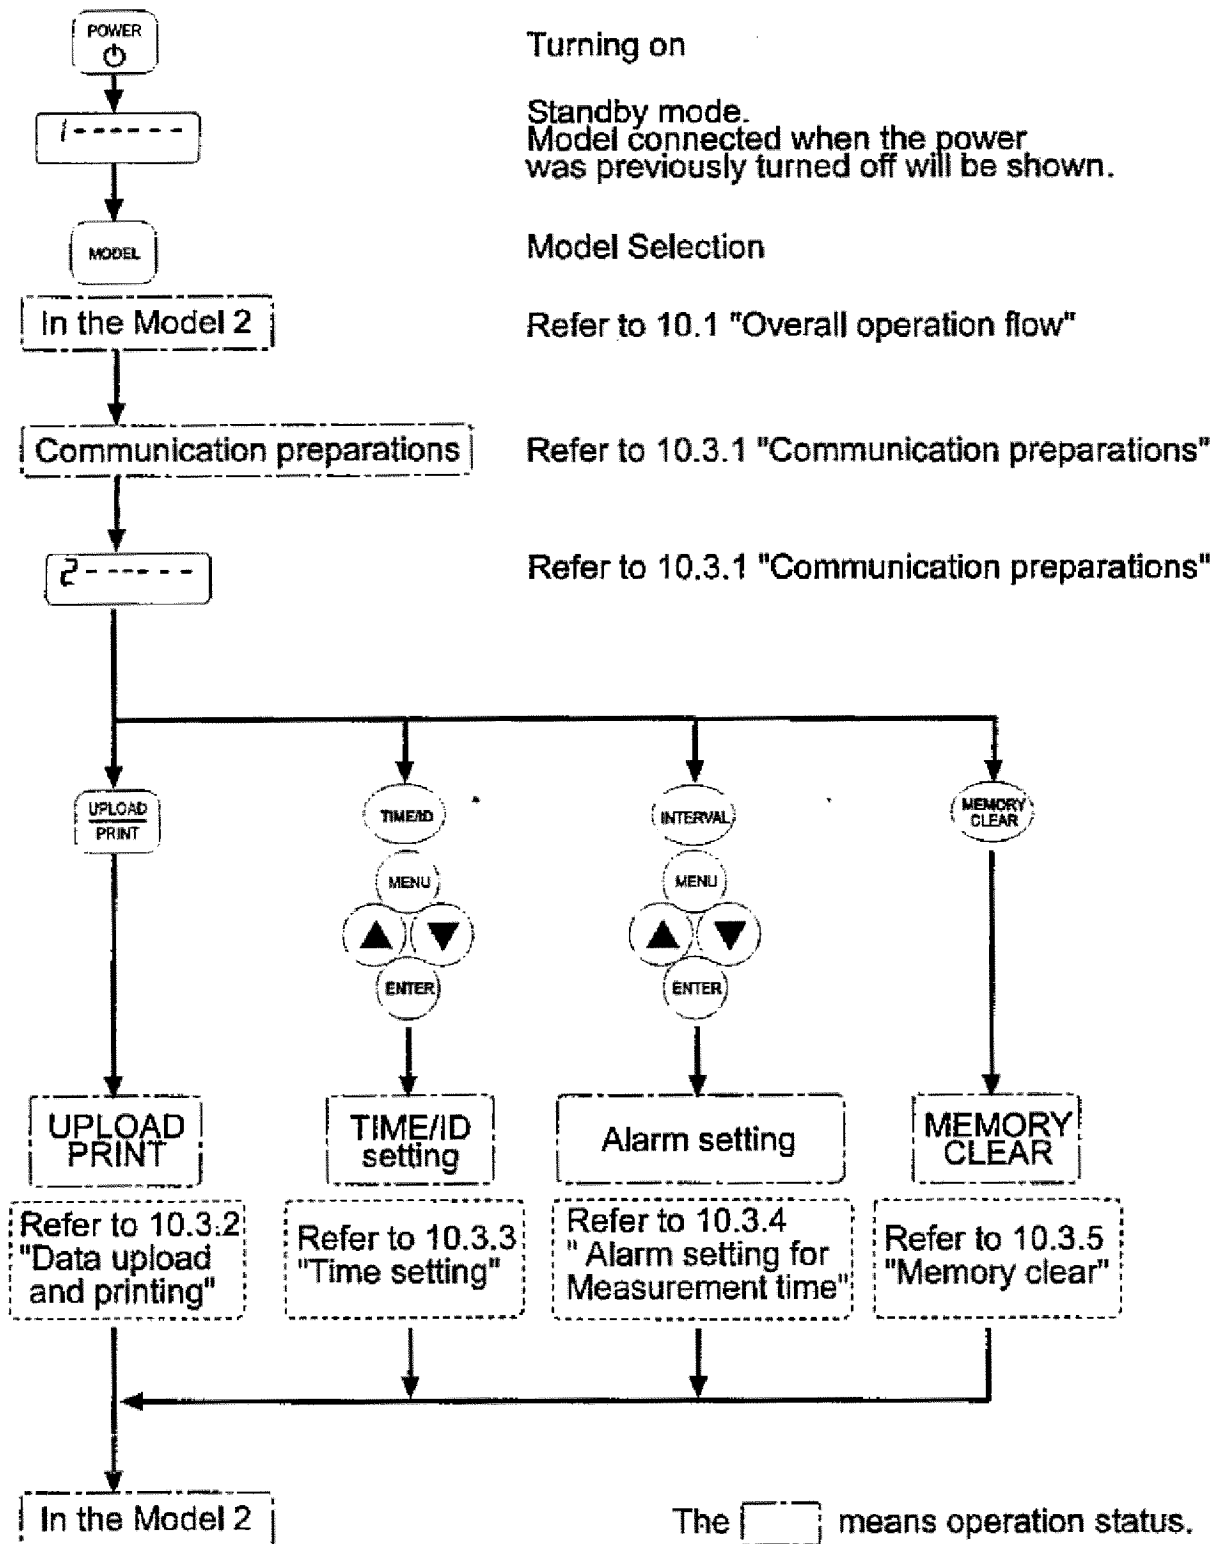 POWER
Turning on
1------
Standby mode.
Model connected when the power
was previously turned off will be shown.
MODEL
Model Selection
In the Model 2
Refer to 10.1 "Overall operation flow"
Communication preparations
Refer to 10.3.1 "Communication preparations"
2------
Refer to 10.3.1 "Communication preparations"
UPLOAD
PRINT
TIME/ID
MENU
▲ ▼
ENTER
INTERVAL
MENU
▲ ▼
ENTER
MEMORY
CLEAR
UPLOAD
PRINT
TIME/ID
setting
Alarm setting
MEMORY
CLEAR
Refer to 10.3.2
"Data upload
and printing"
Refer to 10.3.3
"Time setting"
Refer to 10.3.4
" Alarm setting for
Measurement time"
Refer to 10.3.5
"Memory clear"
In the Model 2
The means operation status.